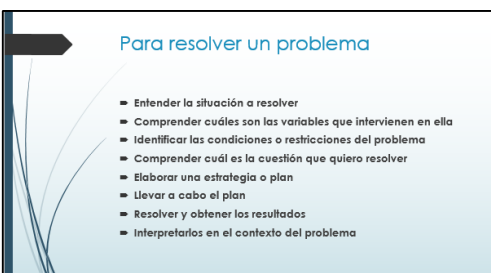 Para resolver un problema
Entender la situación a resolver
Comprender cuáles son las variables que intervienen en ella
Identificar las condiciones o restricciones del problema
Comprender cuál es la cuestión que quiero resolver
Elaborar una estrategia o plan
Llevar a cabo el plan
Resolver y obtener los resultados
Interpretarlos en el contexto del problema